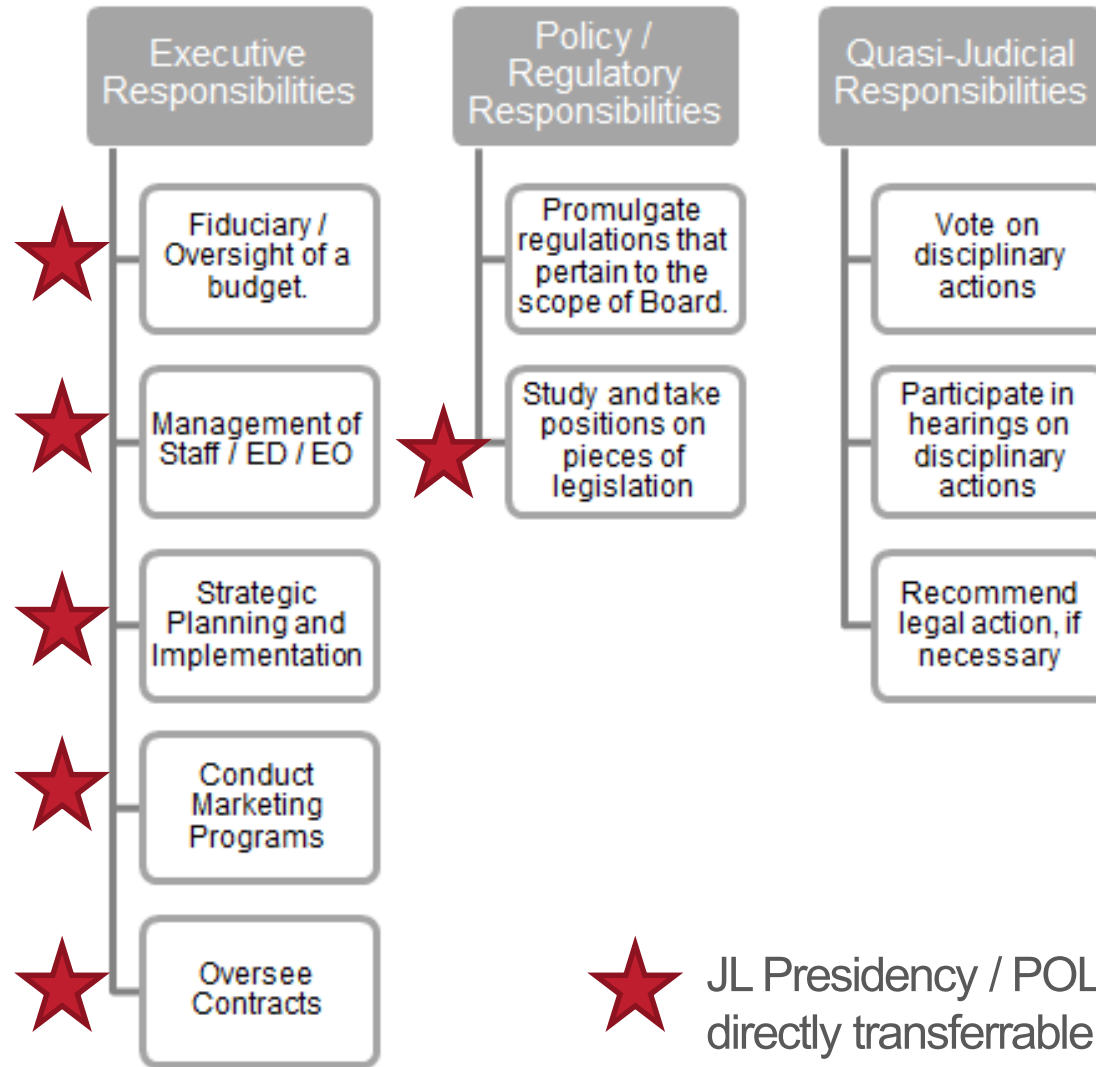 Executive
Responsibilities
Fiduciary /
Oversight of a
budget.
Management of
Staff / ED / EO
Strategic
Planning and
Implementation
Conduct
Marketing
Programs
Oversee
Contracts
Policy /
Regulatory
Responsibilities
Promulgate
regulations that
pertain to the
scope of Board.
Study and take
positions on
pieces of
legislation
Quasi-Judicial
Responsibilities
Vote on
disciplinary
actions
Participate in
hearings on
disciplinary
actions
Recommend
legal action, if
necessary
JL Presidency / POL
directly transferrable